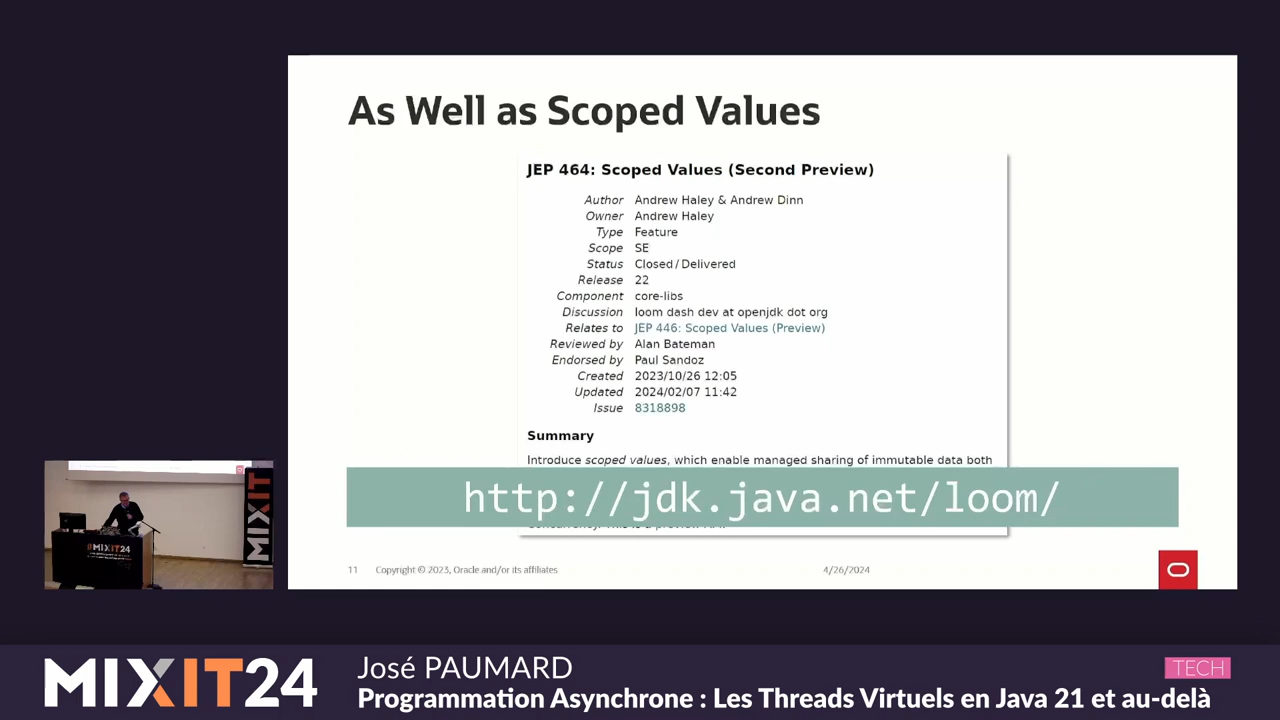 As Well as Scoped Values
JEP 464: Scoped Values (Second Preview)
Author Andrew Haley & Andrew Dinn
Owner Andrew Haley
Type Feature
Scope SE
Status Closed / Delivered
Release 22
Component core-libs
Discussion loom dash dev at openjdk dot org
Relates to JEP 446: Scoped Values (Preview)
Reviewed by Alan Bateman
Endorsed by Paul Sandoz
Created 2023/10/26 12:05
Updated 2024/02/07 11:42
Issue 8318898
Summary
Introduce scoped values, which enable managed sharing of immutable data both
http://jdk.java.net/loom/
11 Copyright © 2023, Oracle and/or its affiliates 4/26/2024
#MIXIT24
MIXIT
MIXIT24
José PAUMARD
TECH
Programmation Asynchrone : Les Threads Virtuels en Java 21 et au-delà